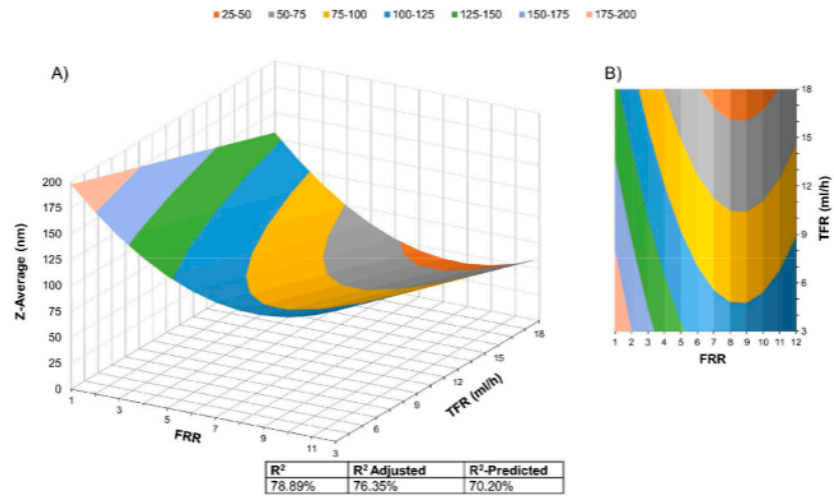 25-50 50-75 75-100 100-125 125-150 150-175 175-200
A)
B)
200
175
150
125
100
75
50
25
0
Z-Average (nm)
1 3 5 7 9 11
FRR
3 6 9 12 15 18
TFR (ml/h)
18
15
12
9
6
3
TFR (ml/h)
1 2 3 4 5 6 7 8 9 10 11 12
FRR
R² R² Adjusted R²-Predicted
78.89% 76.35% 70.20%